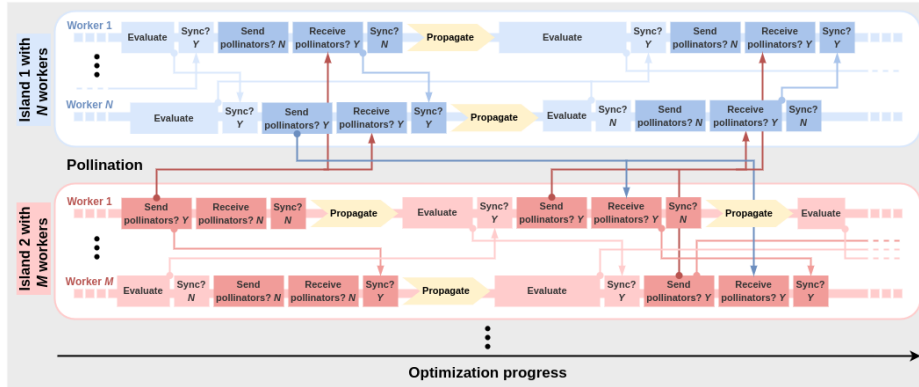 Island 1 with
N workers
Worker 1
Evaluate
Sync?
Y
Send
pollinators? N
Receive
pollinators? Y
Sync?
N
Propagate
Evaluate
Sync?
Y
Send
pollinators? N
Receive
pollinators? Y
Sync?
Y
Worker N
Evaluate
Sync?
Y
Send
pollinators? Y
Receive
pollinators? Y
Sync?
Y
Propagate
Evaluate
Sync?
N
Send
pollinators? N
Receive
pollinators? Y
Sync?
N
Pollination
Island 2 with
M workers
Worker 1
Send
pollinators? Y
Receive
pollinators? N
Sync?
N
Propagate
Evaluate
Sync?
Y
Send
pollinators? Y
Receive
pollinators? Y
Sync?
N
Propagate
Evaluate
Worker M
Evaluate
Sync?
N
Send
pollinators? N
Receive
pollinators? N
Sync?
Y
Propagate
Evaluate
Sync?
Y
Send
pollinators? Y
Receive
pollinators? Y
Sync?
Y
Optimization progress